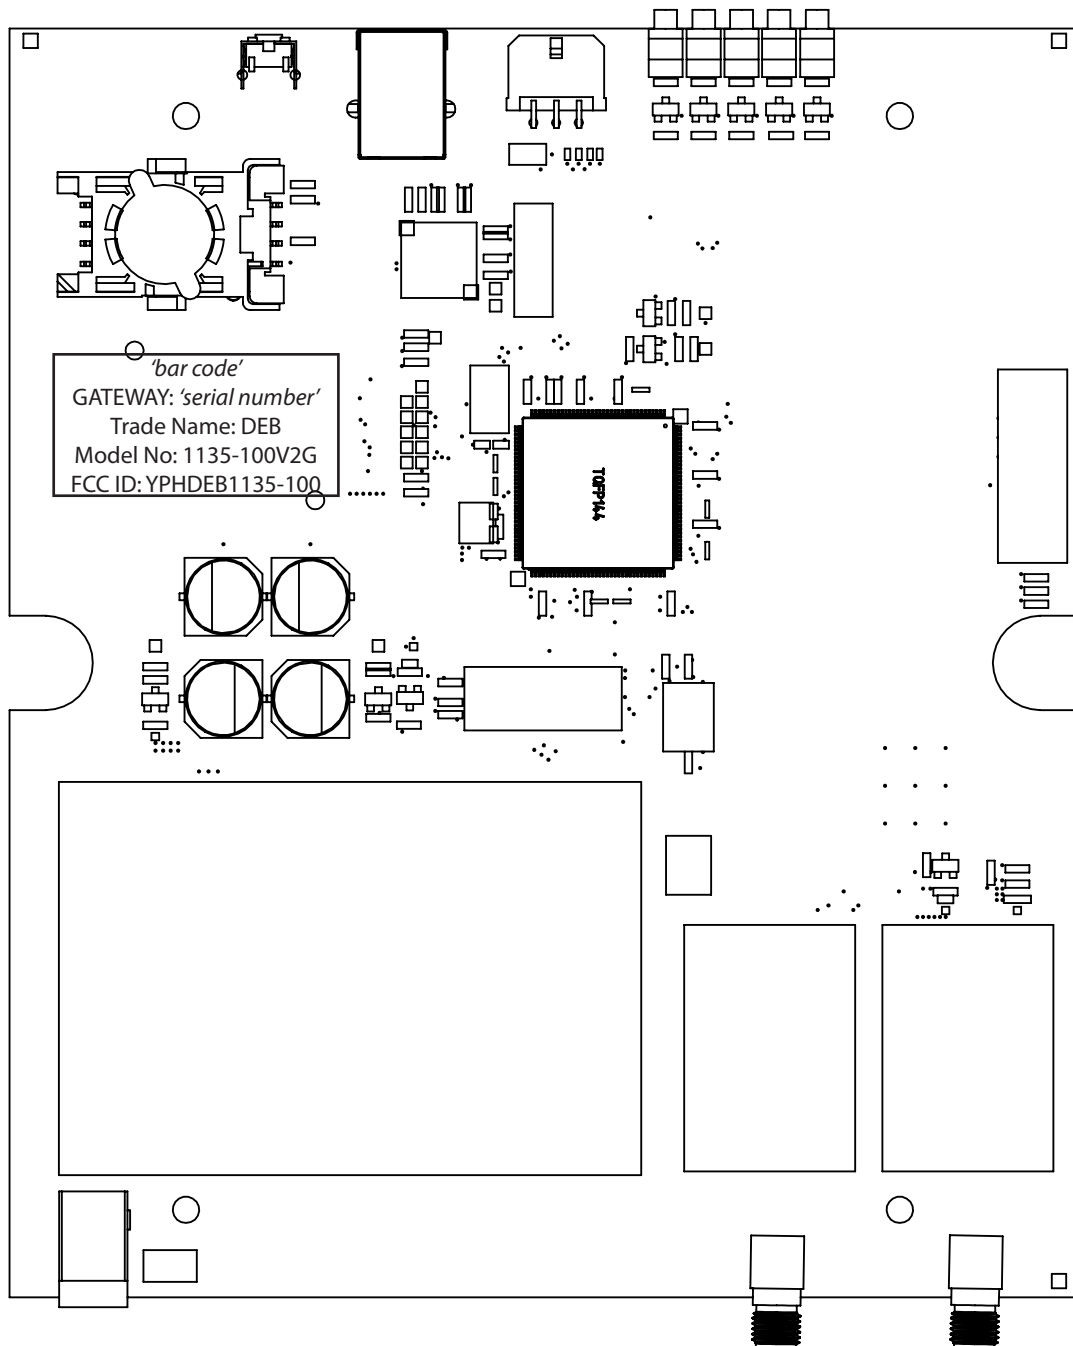 'bar code'
GATEWAY: 'serial number'
Trade Name: DEB
Model No: 1135-100V2G
FCC ID: YPHDEB1135-100
TQFP144